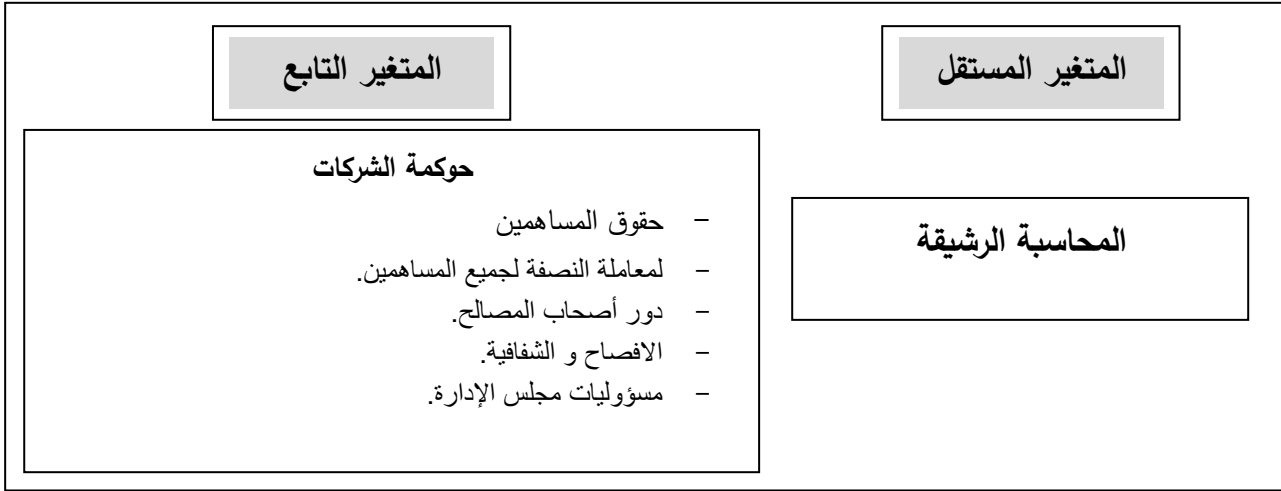 المتغير المستقل
المتغير التابع
المحاسبة الرشيقة
حوكمة الشركات
- حقوق المساهمين
- لمعاملة النصفة لجميع المساهمين.
- دور أصحاب المصالح.
- الافصاح و الشفافية.
- مسؤوليات مجلس الإدارة.